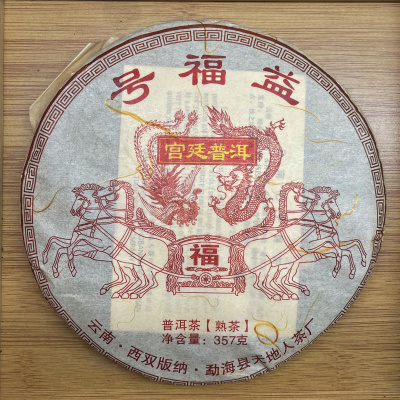 号福益
宫廷普洱
福
普洱茶【熟茶】
净含量：357克
云南·西双版纳·勐海县天地人茶厂